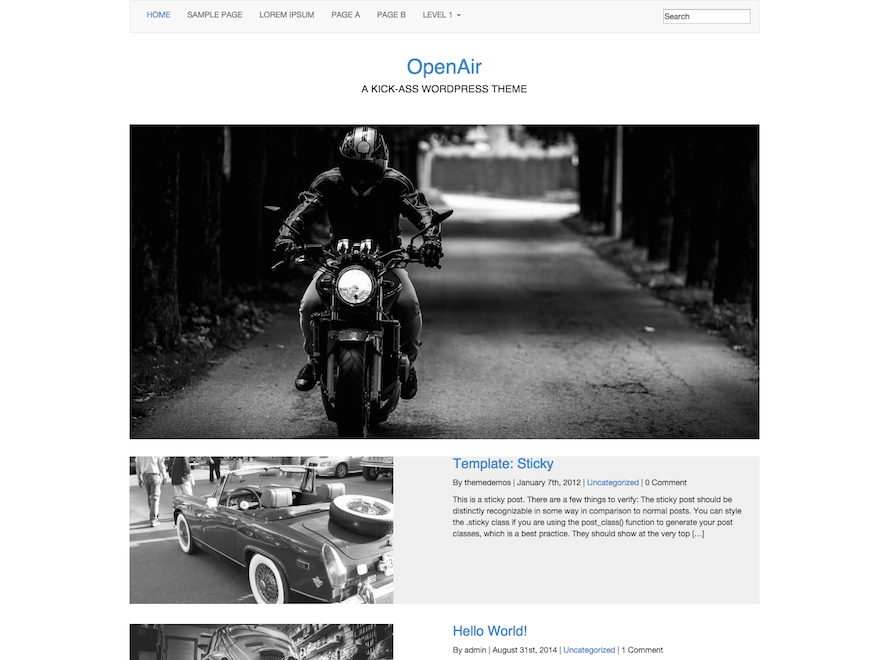 HOME SAMPLE PAGE LOREM IPSUM PAGE A PAGE B LEVEL 1 Search
OpenAir
A KICK-ASS WORDPRESS THEME
Template: Sticky
By themedemos | January 7th, 2012 | Uncategorized | 0 Comment
This is a sticky post. There are a few things to verify: The sticky post should be
distinctly recognizable in some way in comparison to normal posts. You can style
the .sticky class if you are using the post_class() function to generate your post
classes, which is a best practice. They should show at the very top [...]
Hello World!
By admin | August 31st, 2014 | Uncategorized | 1 Comment